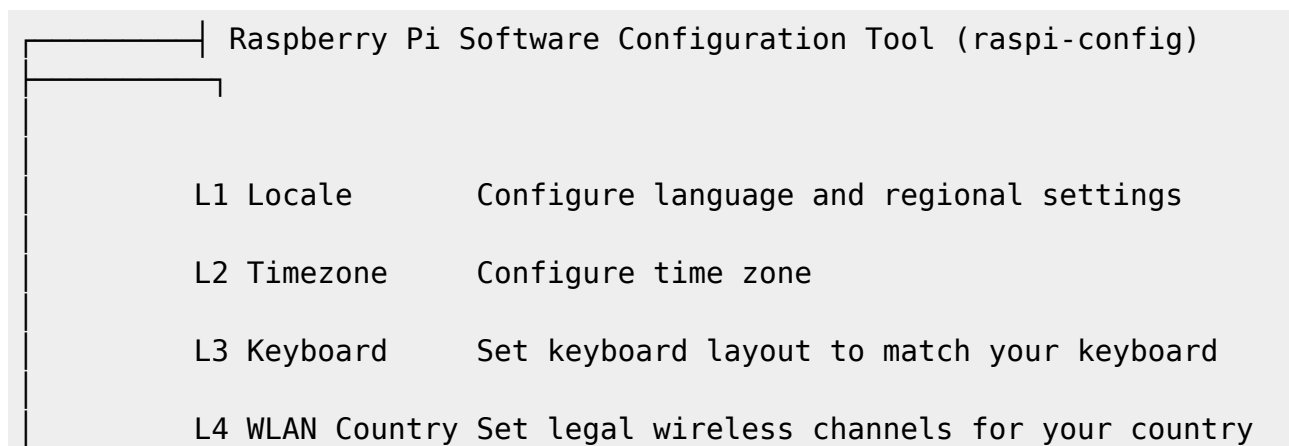 Raspberry Pi Software Configuration Tool (raspi-config)
L1 Locale Configure language and regional settings
L2 Timezone Configure time zone
L3 Keyboard Set keyboard layout to match your keyboard
L4 WLAN Country Set legal wireless channels for your country